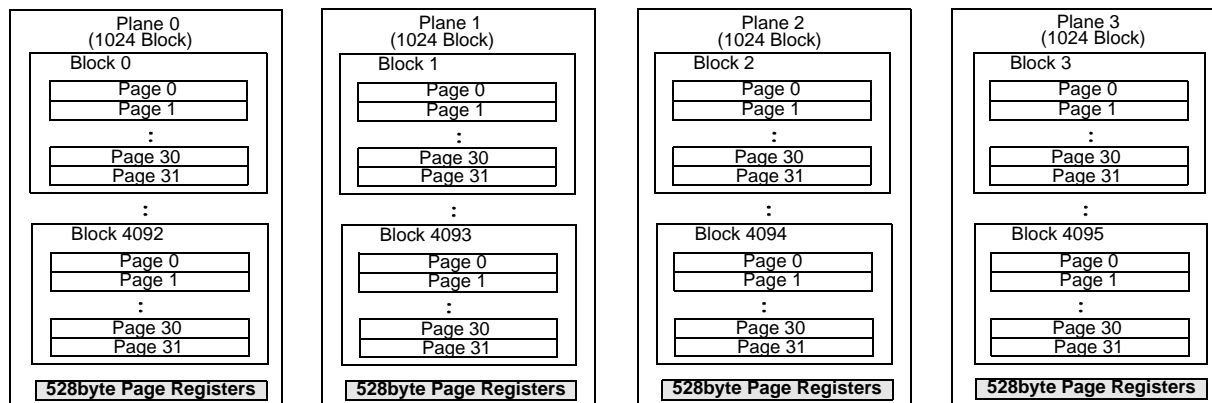 Plane 0
(1024 Block)
Block 0
Page 0
Page 1
:
Page 30
Page 31
:
Block 4092
Page 0
Page 1
:
Page 30
Page 31
528byte Page Registers
Plane 1
(1024 Block)
Block 1
Page 0
Page 1
:
Page 30
Page 31
:
Block 4093
Page 0
Page 1
:
Page 30
Page 31
528byte Page Registers
Plane 2
(1024 Block)
Block 2
Page 0
Page 1
:
Page 30
Page 31
:
Block 4094
Page 0
Page 1
:
Page 30
Page 31
528byte Page Registers
Plane 3
(1024 Block)
Block 3
Page 0
Page 1
:
Page 30
Page 31
:
Block 4095
Page 0
Page 1
:
Page 30
Page 31
528byte Page Registers